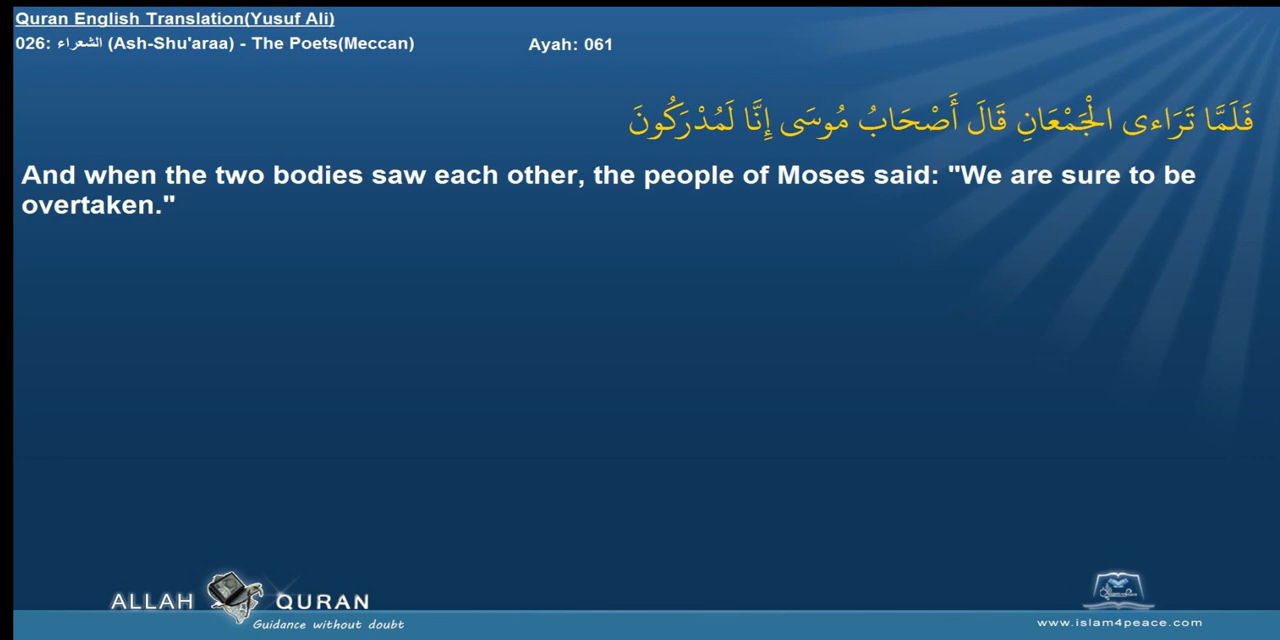 Quran English Translation(Yusuf Ali)
026: الشعراء (Ash-Shu'araa) - The Poets(Meccan) Ayah: 061
فَلَمَّا تَرَاءى الْجَمْعَانِ قَالَ أَصْحَابُ مُوسَى إِنَّا لَمُدْرَكُونَ
And when the two bodies saw each other, the people of Moses said: "We are sure to be
overtaken."
ALLAH QURAN
Guidance without doubt
www.islam4peace.com